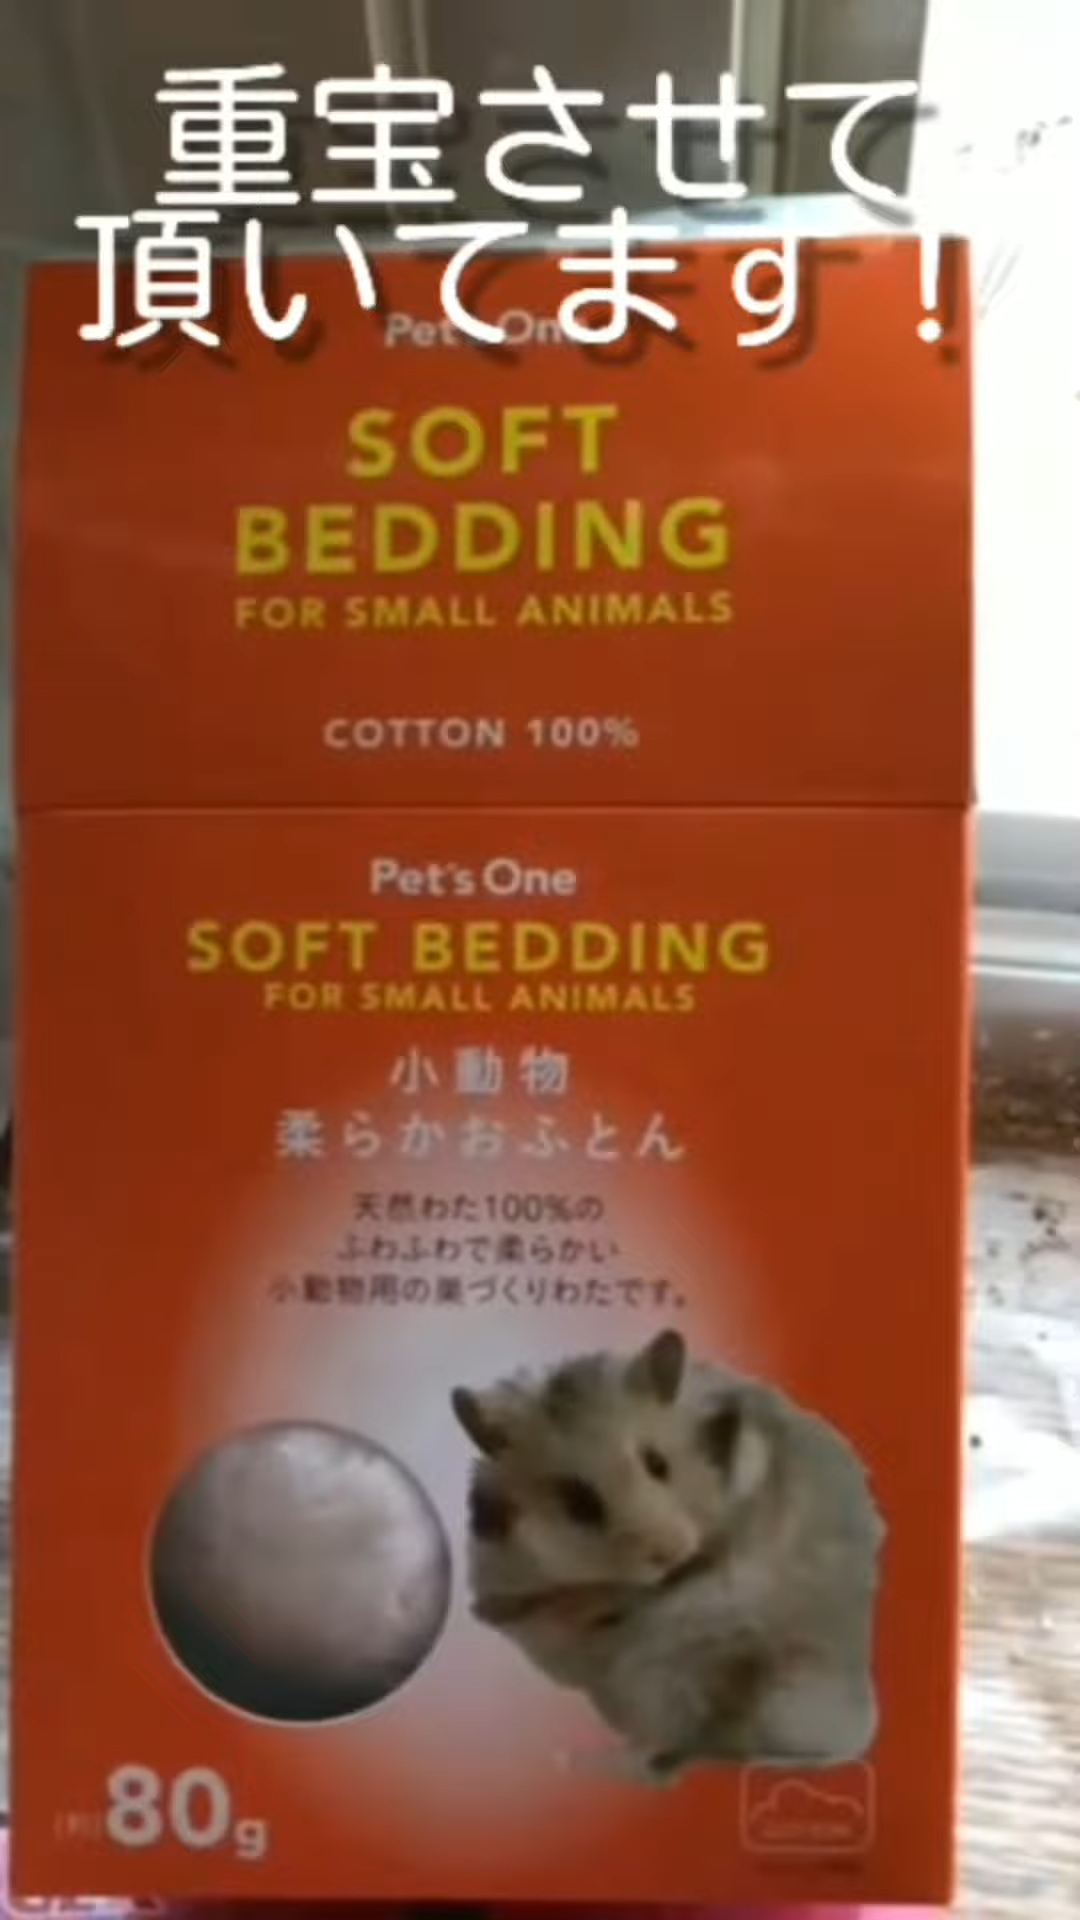 重宝させて
頂いてます！
Pet's One
SOFT
BEDDING
FOR SMALL ANIMALS
COTTON 100%
Pet's One
SOFT BEDDING
FOR SMALL ANIMALS
小動物
柔らかおふとん
天然わた100%の
ふわふわで柔らかい
小動物用の巣づくりわたです。
(約)80g